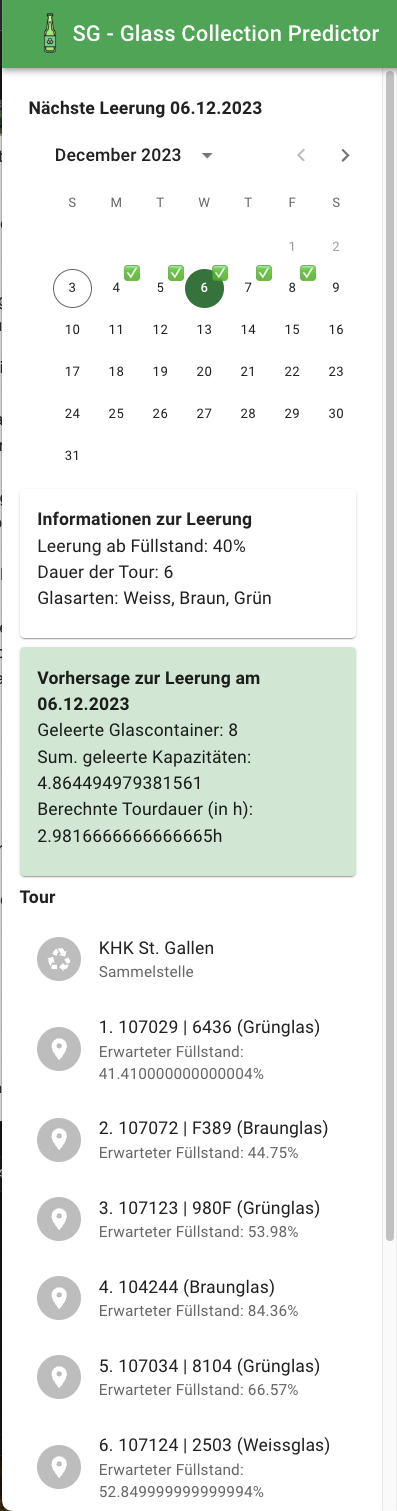 SG - Glass Collection Predictor
Nächste Leerung 06.12.2023
December 2023
S M T W T F S
1 2
3 4 5 6 7 8 9
10 11 12 13 14 15 16
17 18 19 20 21 22 23
24 25 26 27 28 29 30
31
Informationen zur Leerung
Leerung ab Füllstand: 40%
Dauer der Tour: 6
Glasarten: Weiss, Braun, Grün
Vorhersage zur Leerung am
06.12.2023
Geleerte Glascontainer: 8
Sum. geleerte Kapazitäten:
4.864494979381561
Berechnte Tourdauer (in h):
2.9816666666666665h
Tour
KHK St. Gallen
Sammelstelle
1. 107029 | 6436 (Grünglas)
Erwarteter Füllstand:
41.410000000000004%
2. 107072 | F389 (Braunglas)
Erwarteter Füllstand: 44.75%
3. 107123 | 980F (Grünglas)
Erwarteter Füllstand: 53.98%
4. 104244 (Braunglas)
Erwarteter Füllstand: 84.36%
5. 107034 | 8104 (Grünglas)
Erwarteter Füllstand: 66.57%
6. 107124 | 2503 (Weissglas)
Erwarteter Füllstand:
52.849999999999994%